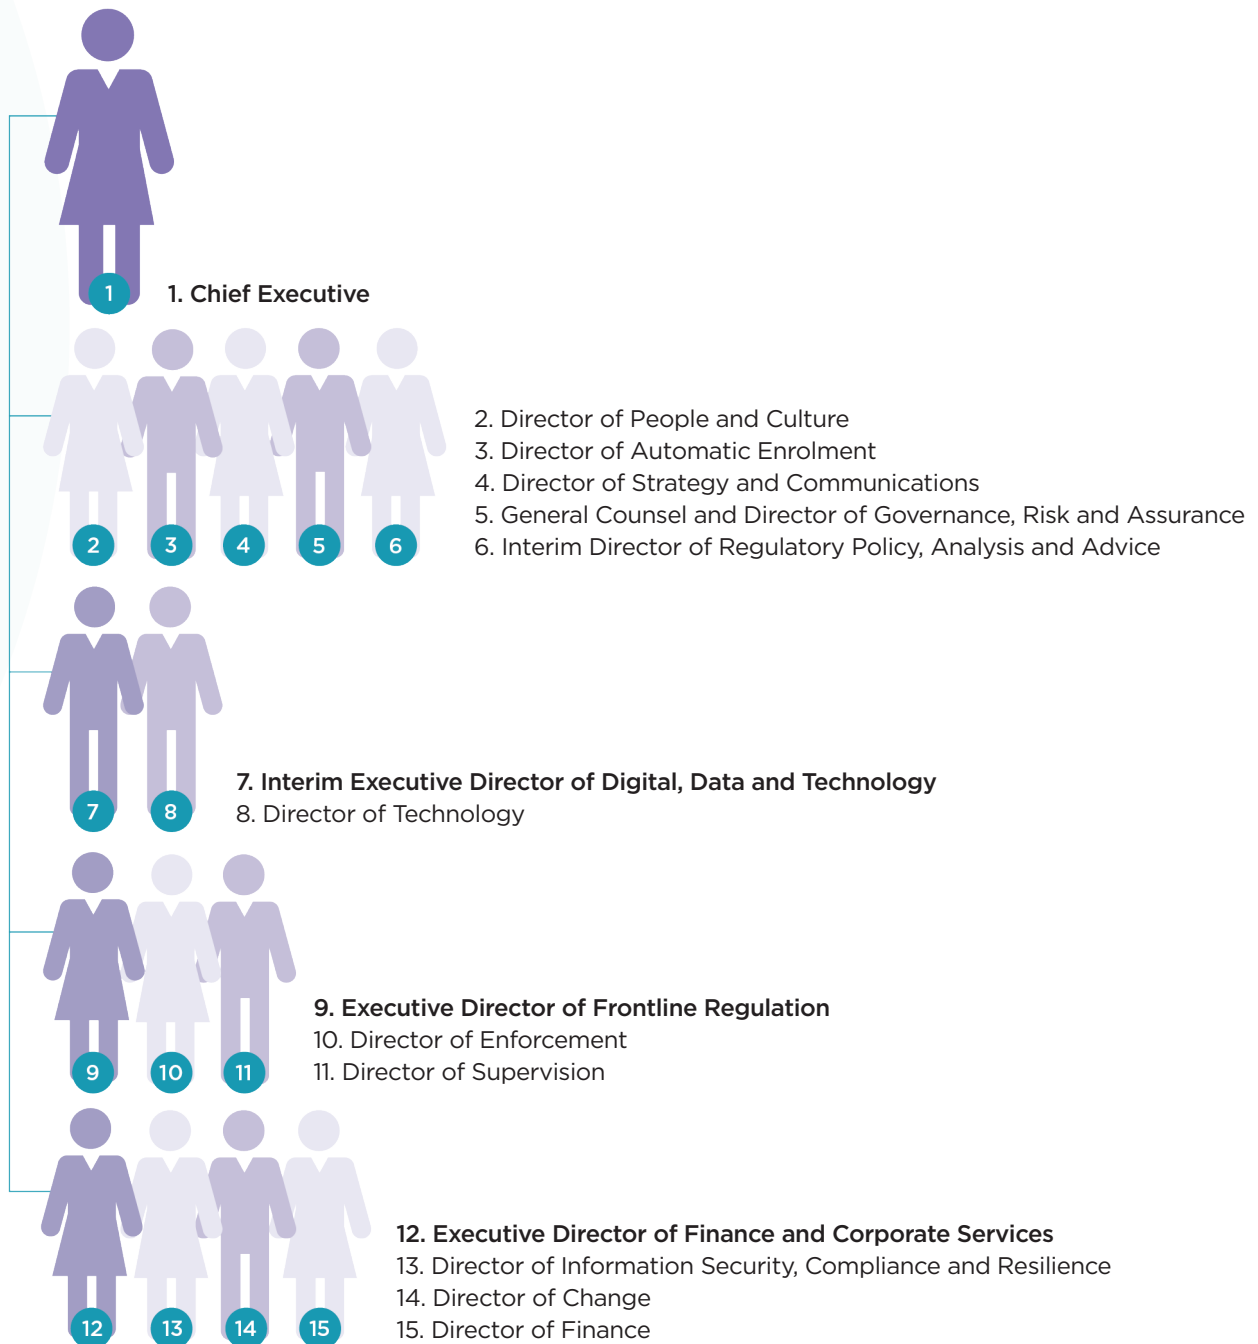 1
1. Chief Executive
2 3 4 5 6
2. Director of People and Culture
3. Director of Automatic Enrolment
4. Director of Strategy and Communications
5. General Counsel and Director of Governance, Risk and Assurance
6. Interim Director of Regulatory Policy, Analysis and Advice
7 8
7. Interim Executive Director of Digital, Data and Technology
8. Director of Technology
9 10 11
9. Executive Director of Frontline Regulation
10. Director of Enforcement
11. Director of Supervision
12 13 14 15
12. Executive Director of Finance and Corporate Services
13. Director of Information Security, Compliance and Resilience
14. Director of Change
15. Director of Finance